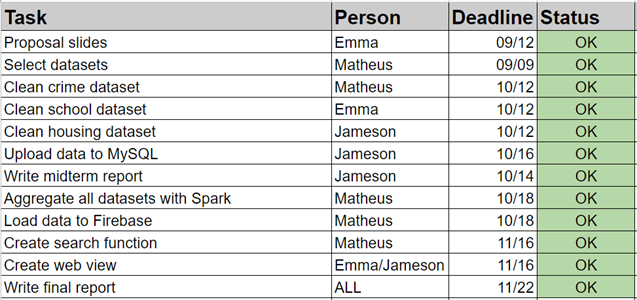 Task Person Deadline Status
Proposal slides Emma 09/12 OK
Select datasets Matheus 09/09 OK
Clean crime dataset Matheus 10/12 OK
Clean school dataset Emma 10/12 OK
Clean housing dataset Jameson 10/12 OK
Upload data to MySQL Jameson 10/16 OK
Write midterm report Jameson 10/14 OK
Aggregate all datasets with Spark Matheus 10/18 OK
Load data to Firebase Matheus 10/18 OK
Create search function Matheus 11/16 OK
Create web view Emma/Jameson 11/16 OK
Write final report ALL 11/22 OK